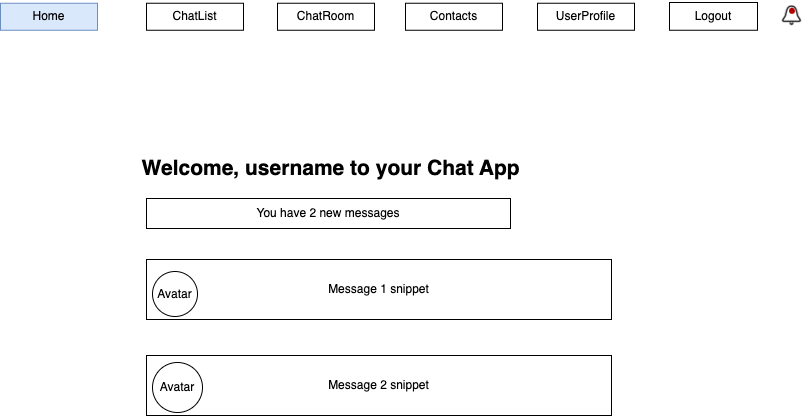 Home
ChatList
ChatRoom
Contacts
UserProfile
Logout
Welcome, username to your Chat App
You have 2 new messages
Avatar
Message 1 snippet
Avatar
Message 2 snippet